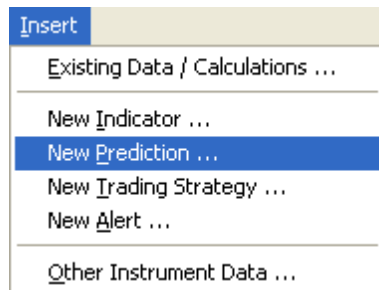 Insert
Existing Data / Calculations ...
New Indicator ...
New Prediction ...
New Trading Strategy ...
New Alert ...
Other Instrument Data ...